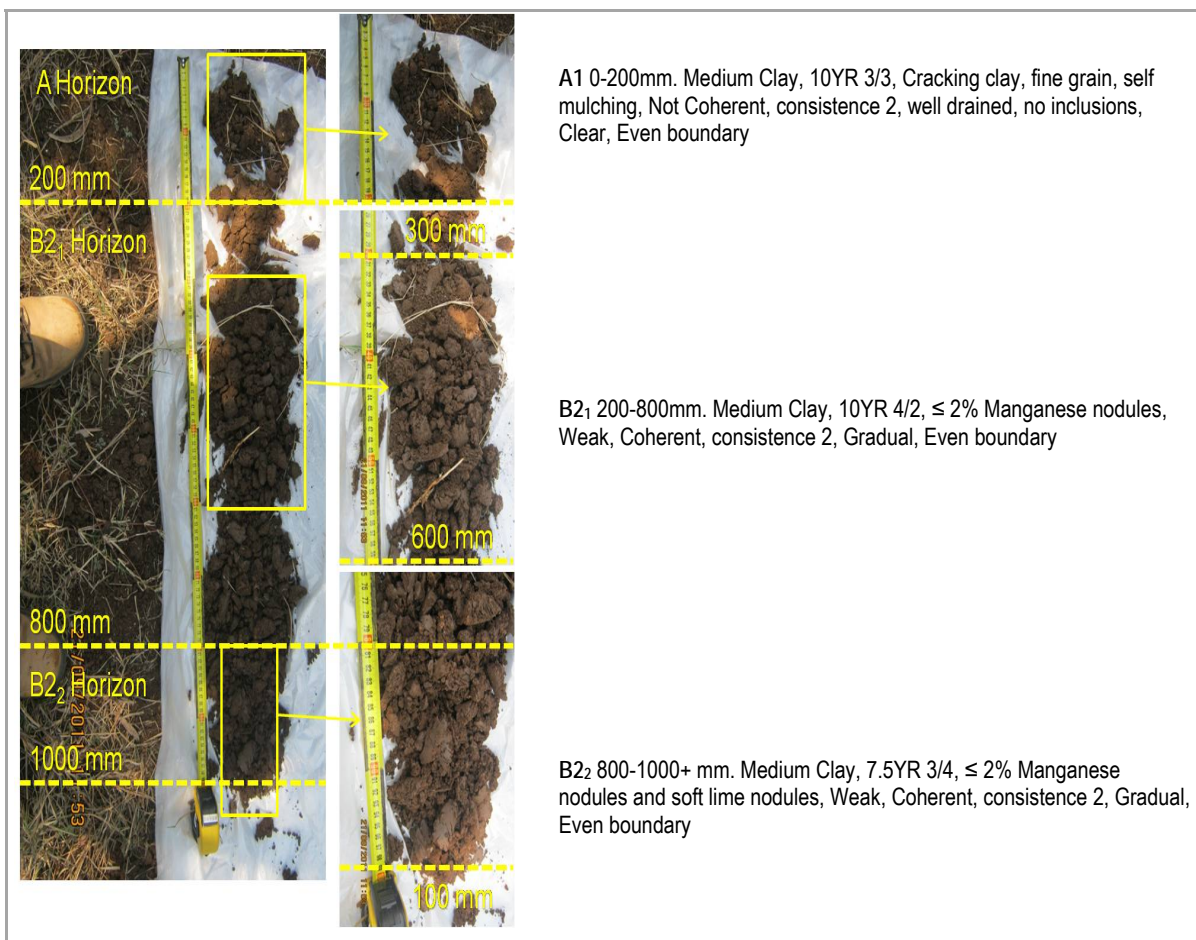 A Horizon
200 mm
B2₁ Horizon
800 mm
B2₂ Horizon
1000 mm
300 mm
600 mm
100 mm
A1 0-200mm. Medium Clay, 10YR 3/3, Cracking clay, fine grain, self
mulching, Not Coherent, consistence 2, well drained, no inclusions,
Clear, Even boundary
B2₁ 200-800mm. Medium Clay, 10YR 4/2, ≤ 2% Manganese nodules,
Weak, Coherent, consistence 2, Gradual, Even boundary
B2₂ 800-1000+ mm. Medium Clay, 7.5YR 3/4, ≤ 2% Manganese
nodules and soft lime nodules, Weak, Coherent, consistence 2, Gradual,
Even boundary